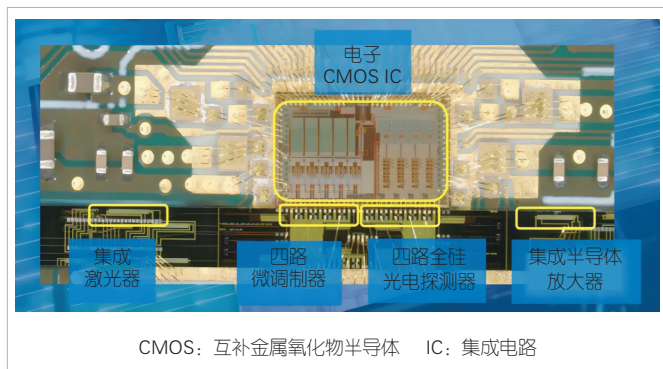 电子
CMOS IC
集成
激光器
四路
微调制器
四路全硅
光电探测器
集成半导体
放大器
CMOS：互补金属氧化物半导体 IC：集成电路